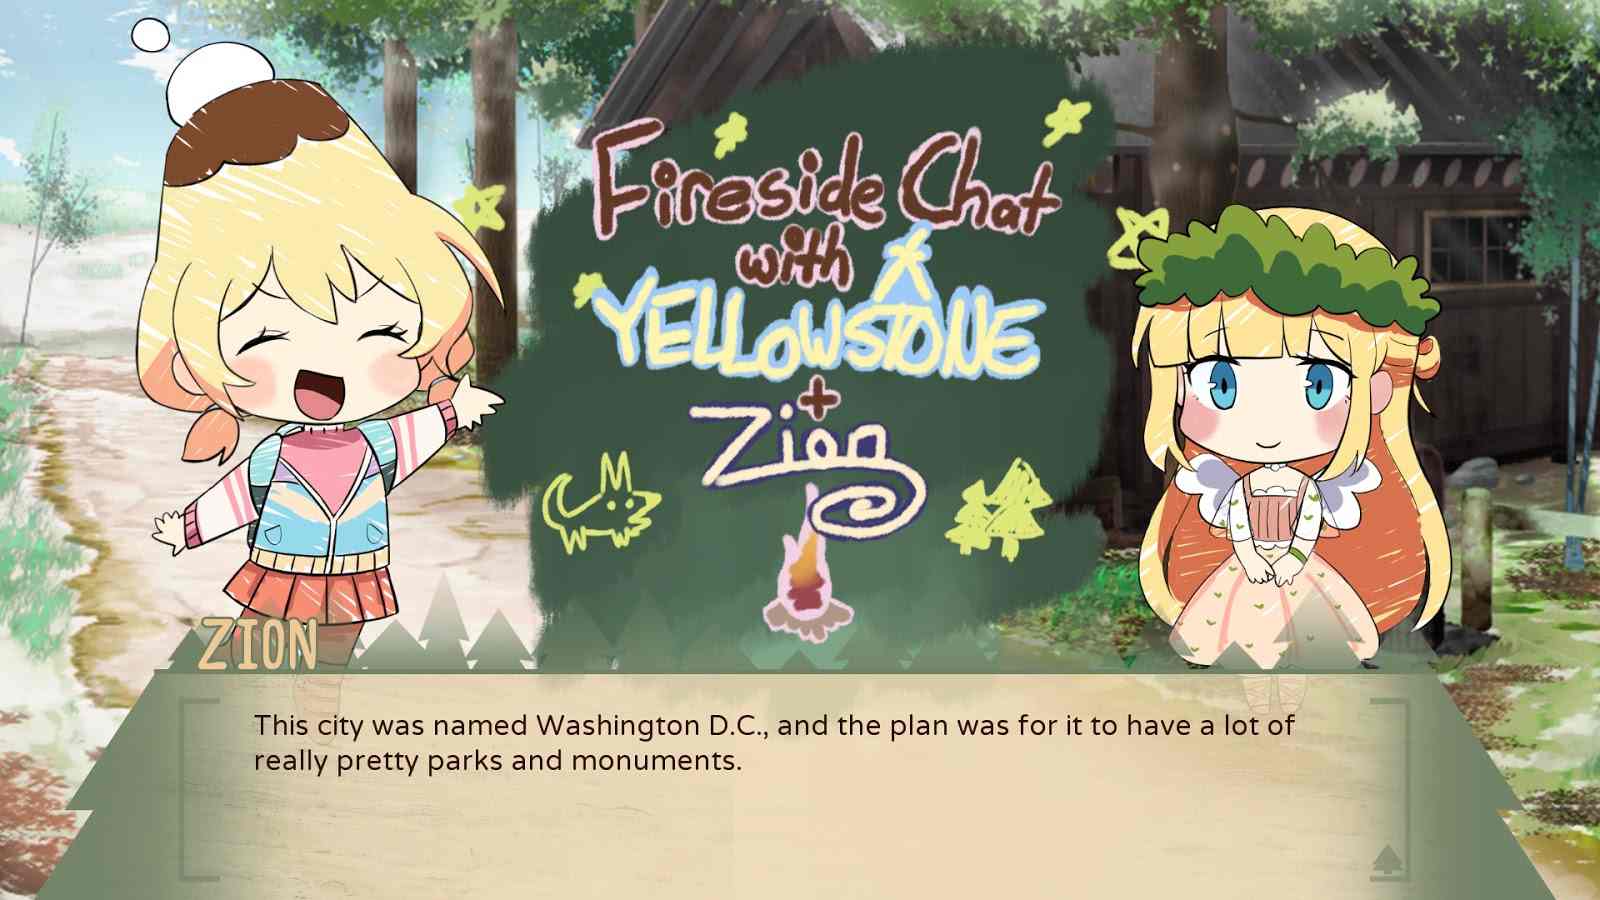 Fireside Chat
with
YELLOWSTONE
+
Zion
ZION
This city was named Washington D.C., and the plan was for it to have a lot of
really pretty parks and monuments.